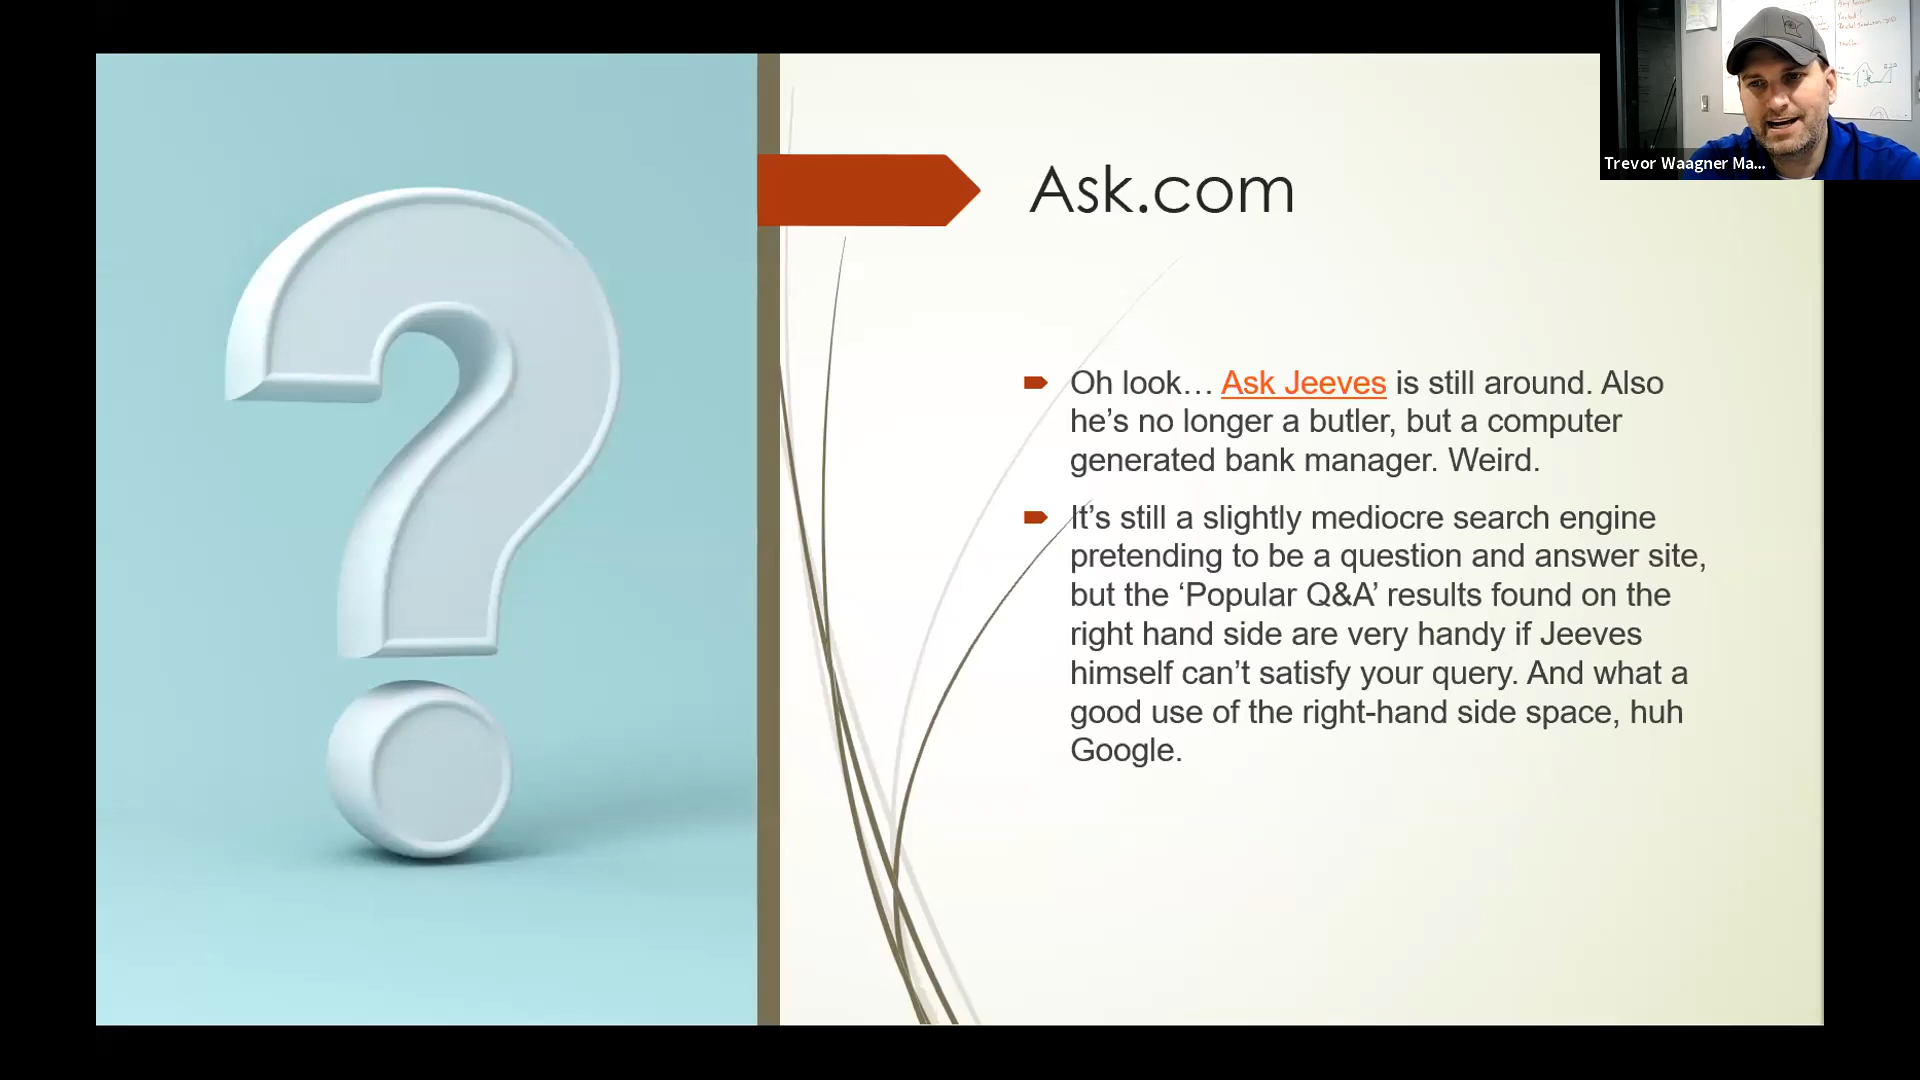 Ask.com
Oh look… Ask Jeeves is still around. Also
he’s no longer a butler, but a computer
generated bank manager. Weird.
It’s still a slightly mediocre search engine
pretending to be a question and answer site,
but the ‘Popular Q&A’ results found on the
right hand side are very handy if Jeeves
himself can’t satisfy your query. And what a
good use of the right-hand side space, huh
Google.
Trevor Waagner Ma...